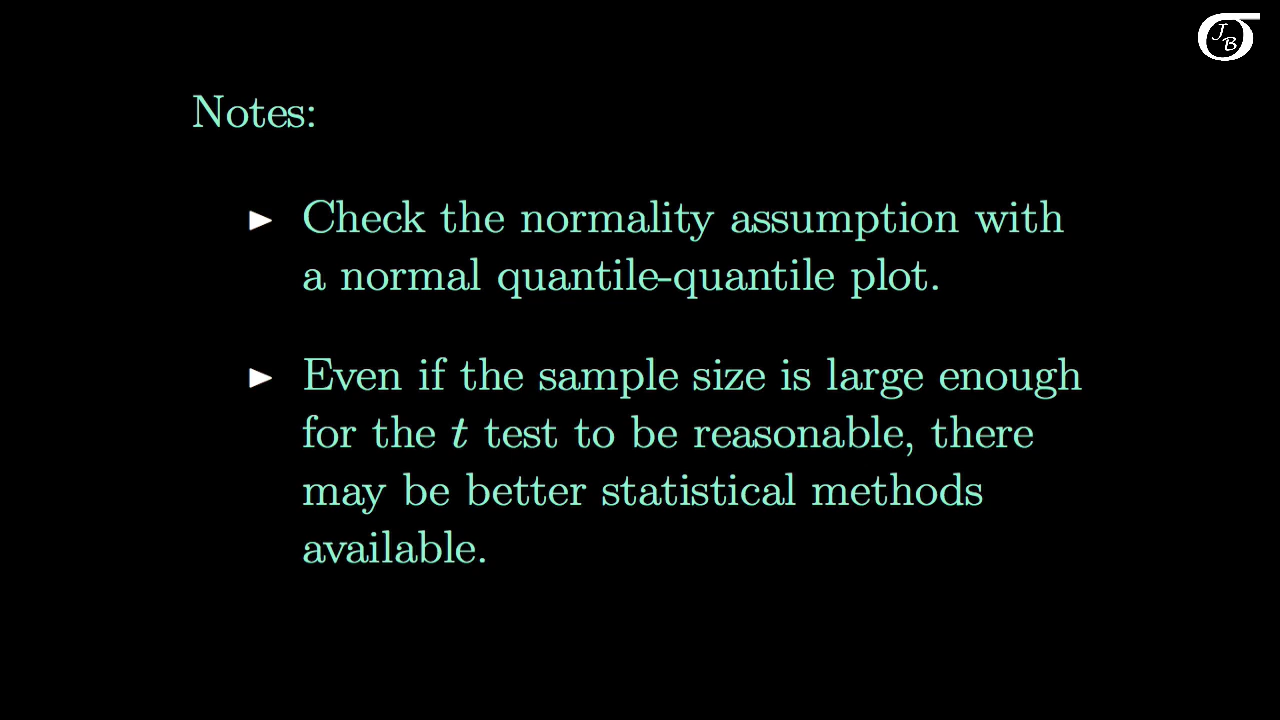 JB
Notes:
► Check the normality assumption with
a normal quantile-quantile plot.
► Even if the sample size is large enough
for the t test to be reasonable, there
may be better statistical methods
available.